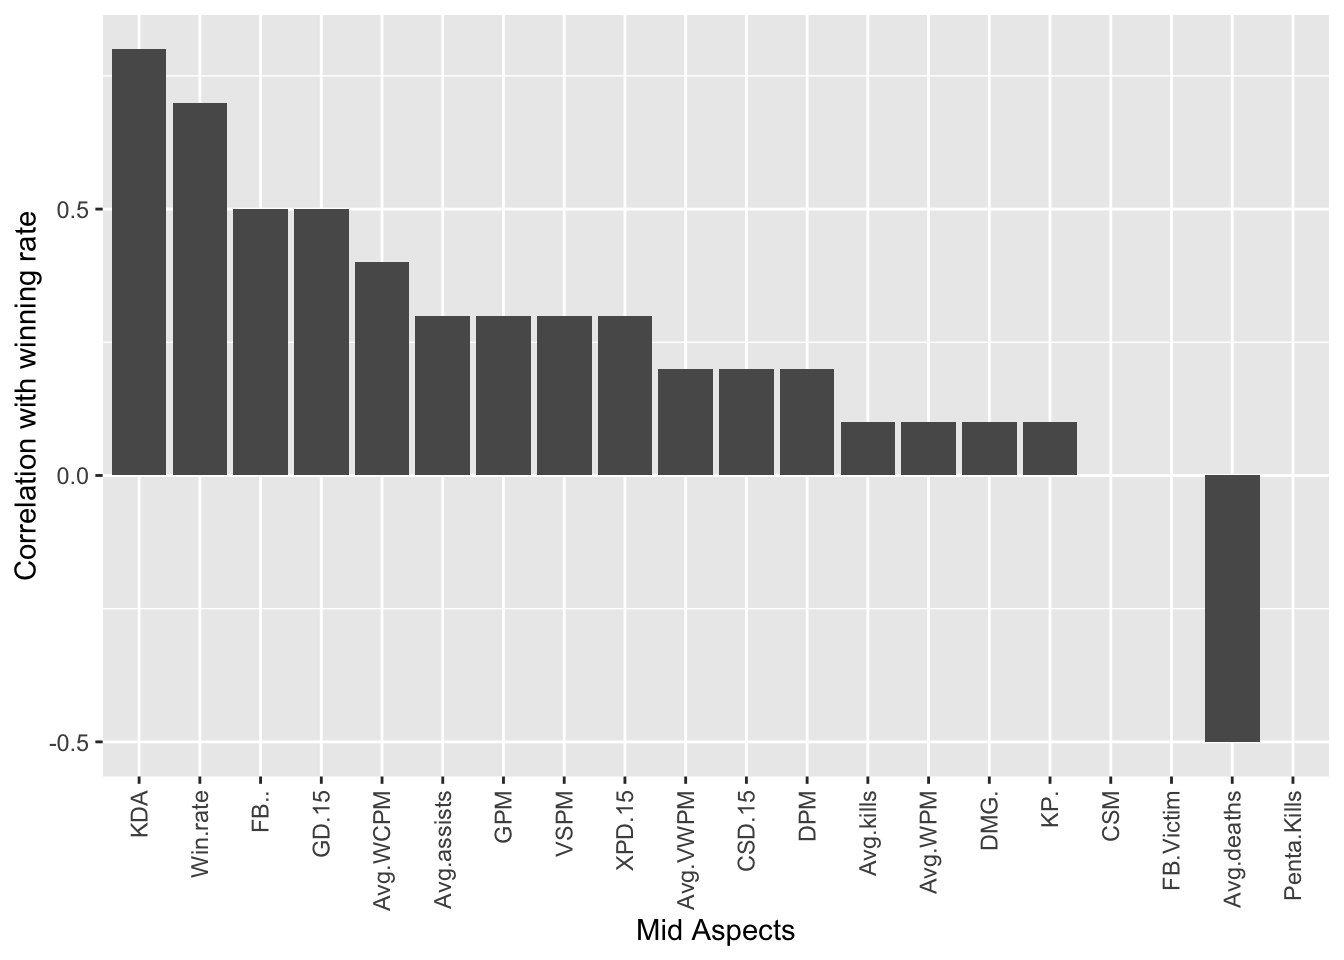 Correlation with winning rate
0.5
0.0
-0.5
KDA
Win.rate
FB..
GD.15
Avg.WCPM
Avg.assists
GPM
VSPM
XPD.15
Avg.VWPM
CSD.15
DPM
Avg.kills
Avg.WPM
DMG.
KP.
CSM
FB.Victim
Avg.deaths
Penta.Kills
Mid Aspects